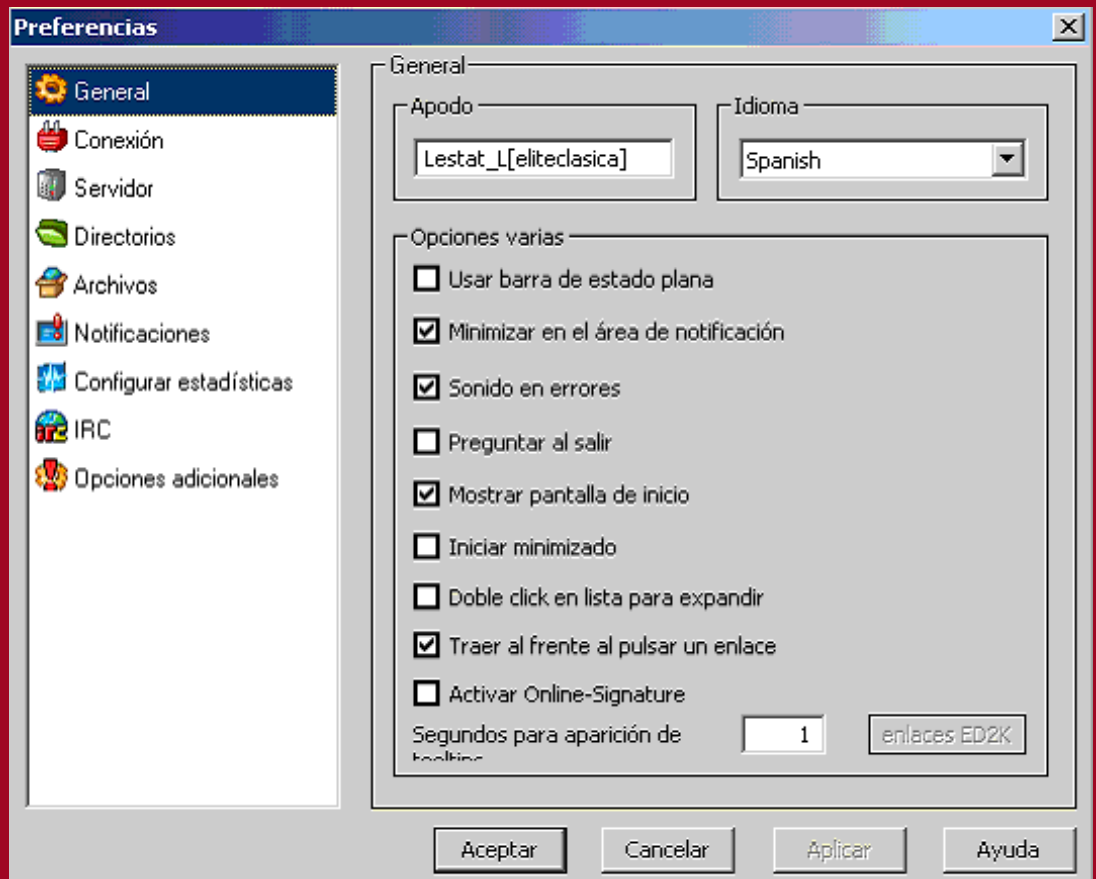 Preferencias
General
Conexión
Servidor
Directorios
Archivos
Notificaciones
Configurar estadísticas
IRC
Opciones adicionales
General
Apodo
Lestat_L[eliteclasica]
Idioma
Spanish
Opciones varias
Usar barra de estado plana
Minimizar en el área de notificación
Sonido en errores
Preguntar al salir
Mostrar pantalla de inicio
Iniciar minimizado
Doble click en lista para expandir
Traer al frente al pulsar un enlace
Activar Online-Signature
Segundos para aparición de
tooltips
1
enlaces ED2K
Aceptar
Cancelar
Aplicar
Ayuda